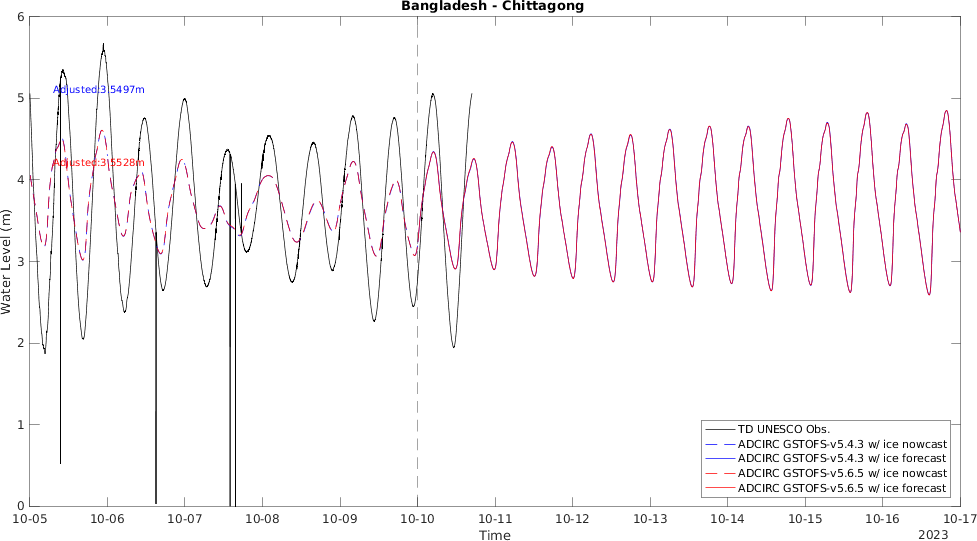 Bangladesh - Chittagong
6
5
4
3
2
1
0
Water Level (m)
Adjusted:3.5497m
Adjusted:3.5528m
TD UNESCO Obs.
ADCIRC GSTOFS-v5.4.3 w/ ice nowcast
ADCIRC GSTOFS-v5.4.3 w/ ice forecast
ADCIRC GSTOFS-v5.6.5 w/ ice nowcast
ADCIRC GSTOFS-v5.6.5 w/ ice forecast
10-05 10-06 10-07 10-08 10-09 10-10 10-11 10-12 10-13 10-14 10-15 10-16 10-17
Time
2023